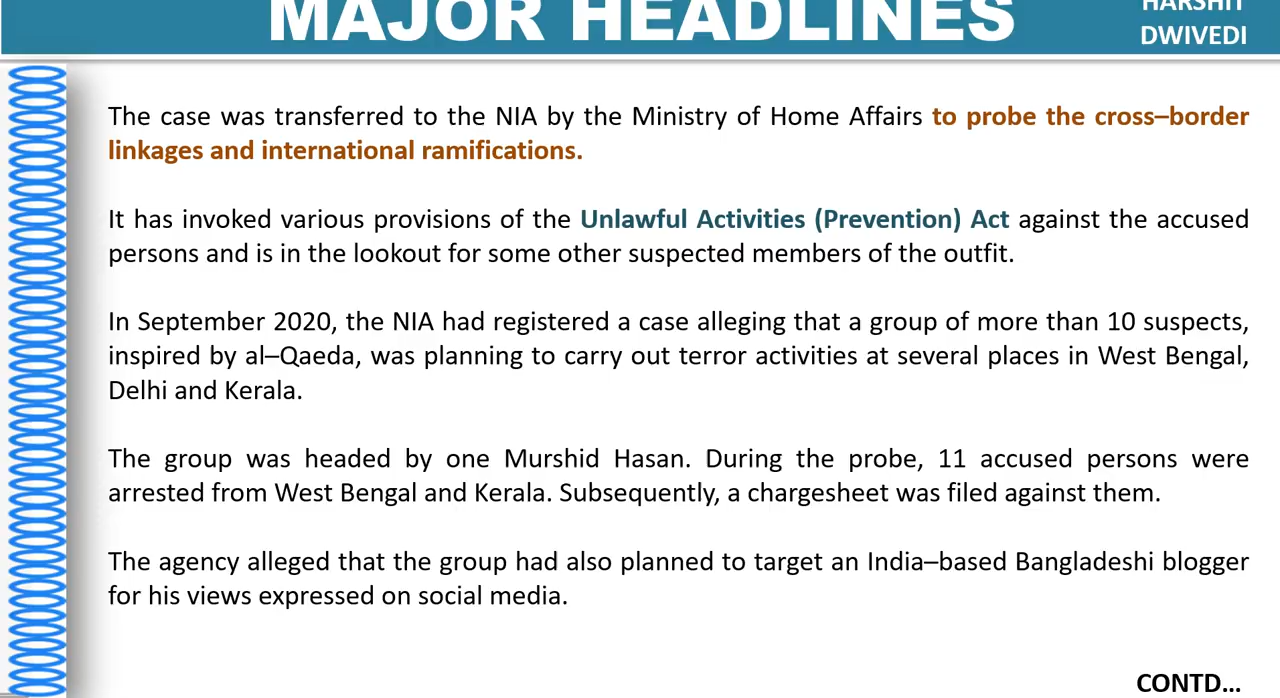 MAJOR HEADLINES
HARSHIT
DWIVEDI
The case was transferred to the NIA by the Ministry of Home Affairs to probe the cross–border
linkages and international ramifications.
It has invoked various provisions of the Unlawful Activities (Prevention) Act against the accused
persons and is in the lookout for some other suspected members of the outfit.
In September 2020, the NIA had registered a case alleging that a group of more than 10 suspects,
inspired by al–Qaeda, was planning to carry out terror activities at several places in West Bengal,
Delhi and Kerala.
The group was headed by one Murshid Hasan. During the probe, 11 accused persons were
arrested from West Bengal and Kerala. Subsequently, a chargesheet was filed against them.
The agency alleged that the group had also planned to target an India–based Bangladeshi blogger
for his views expressed on social media.
CONTD…